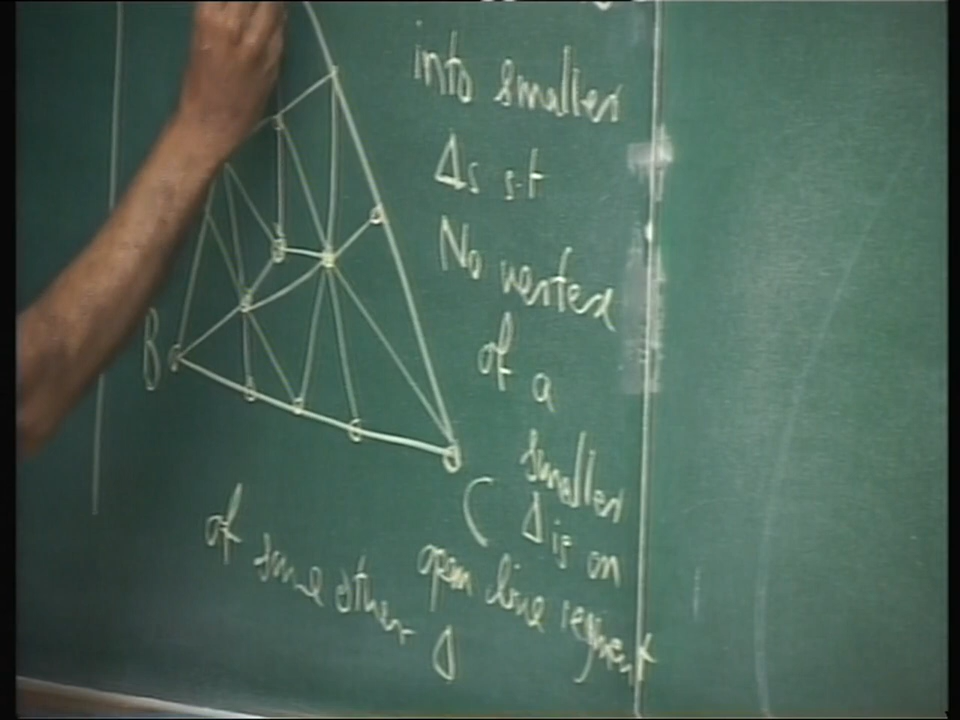 into smaller
Δs s.t
No vertex
of a
smaller
Δ is on
open line segment
of some other Δ
B
C